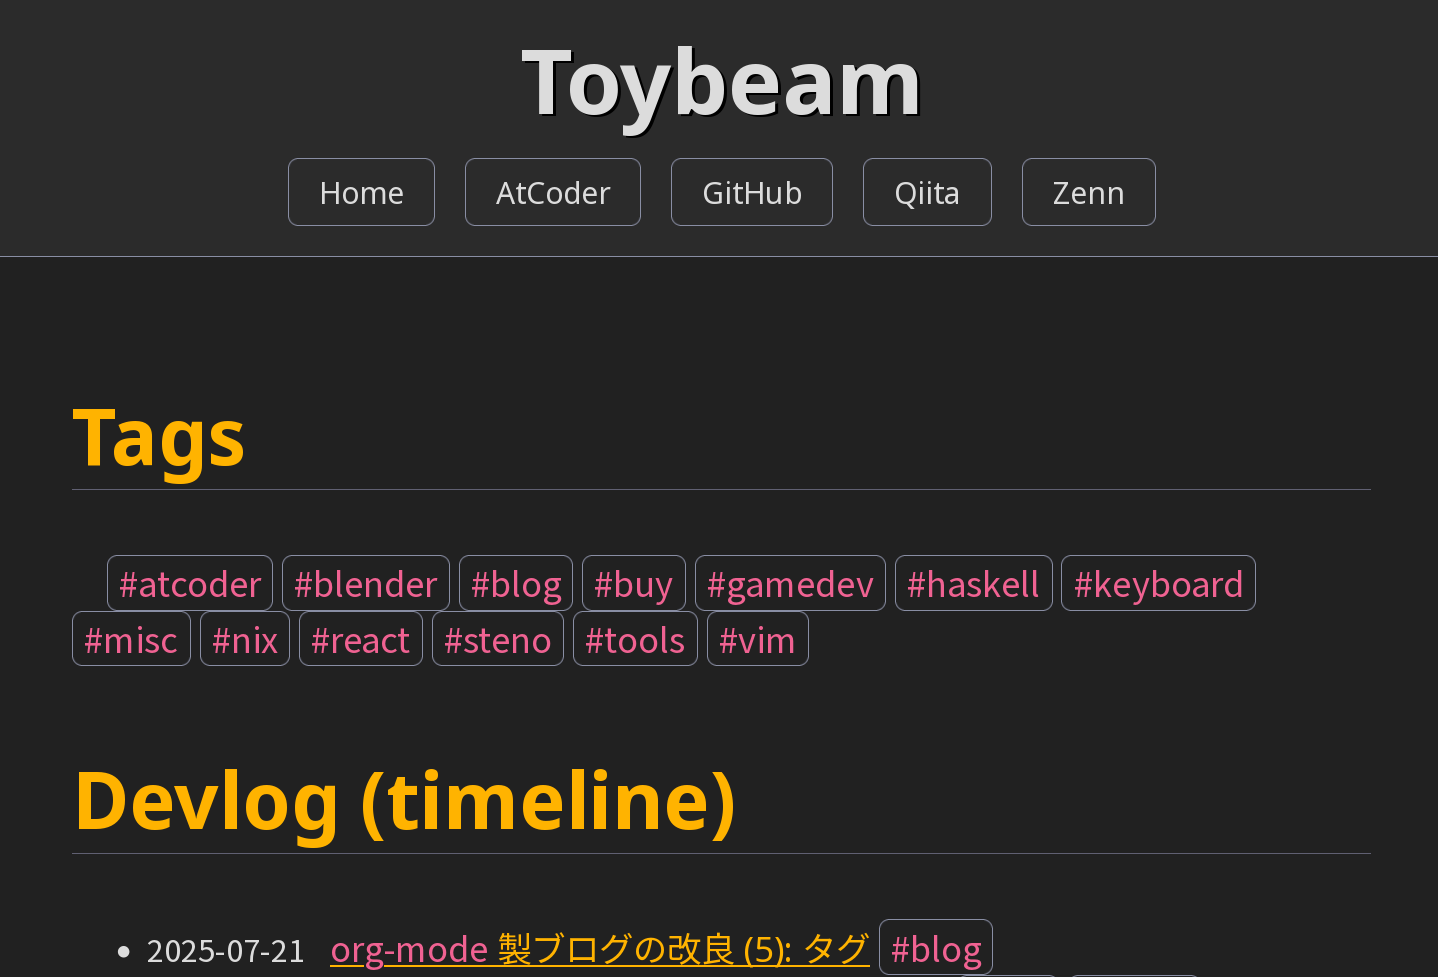 Toybeam
Home AtCoder GitHub Qiita Zenn
Tags
#atcoder #blender #blog #buy #gamedev #haskell #keyboard
#misc #nix #react #steno #tools #vim
Devlog (timeline)
• 2025-07-21 org-mode 製ブログの改良 (5): タグ #blog